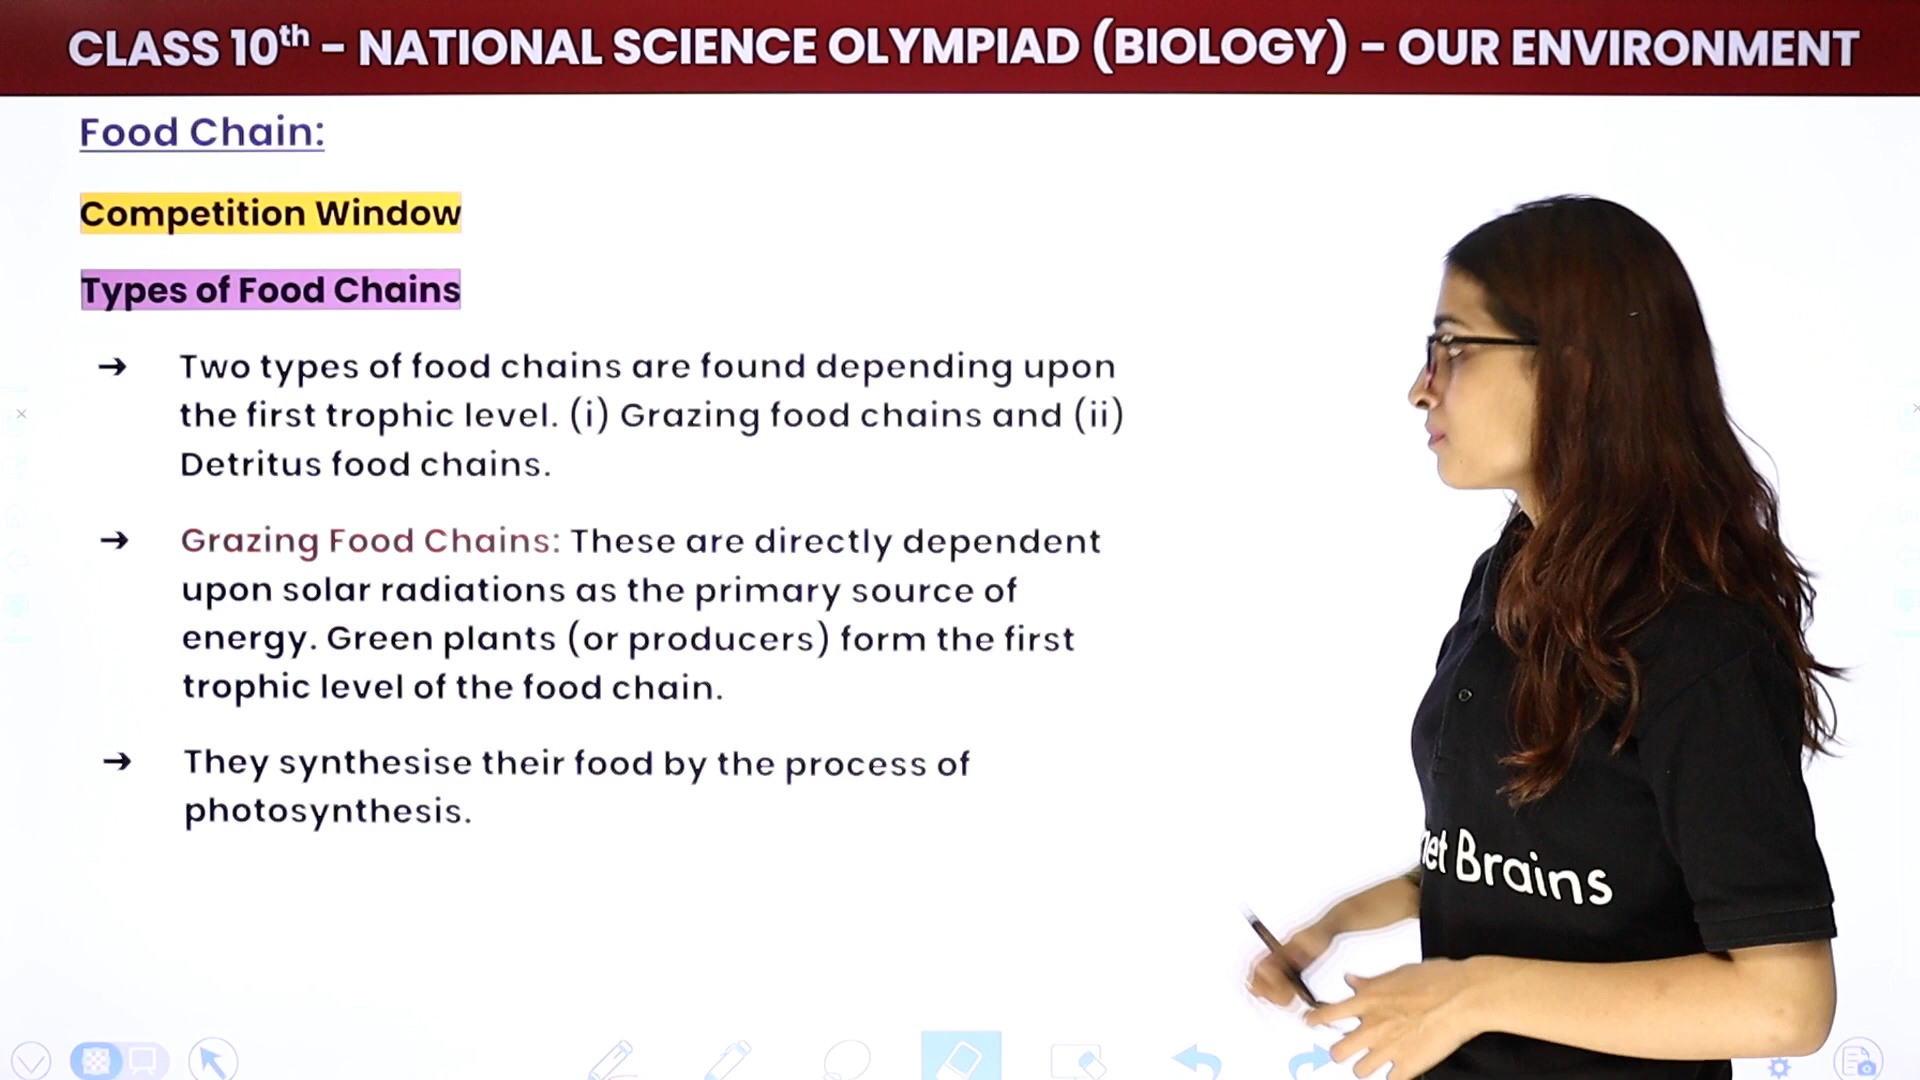 CLASS 10th – NATIONAL SCIENCE OLYMPIAD (BIOLOGY) – OUR ENVIRONMENT
Food Chain:
Competition Window
Types of Food Chains
➔ Two types of food chains are found depending upon
the first trophic level. (i) Grazing food chains and (ii)
Detritus food chains.
➔ Grazing Food Chains: These are directly dependent
upon solar radiations as the primary source of
energy. Green plants (or producers) form the first
trophic level of the food chain.
➔ They synthesise their food by the process of
photosynthesis.
net Brains